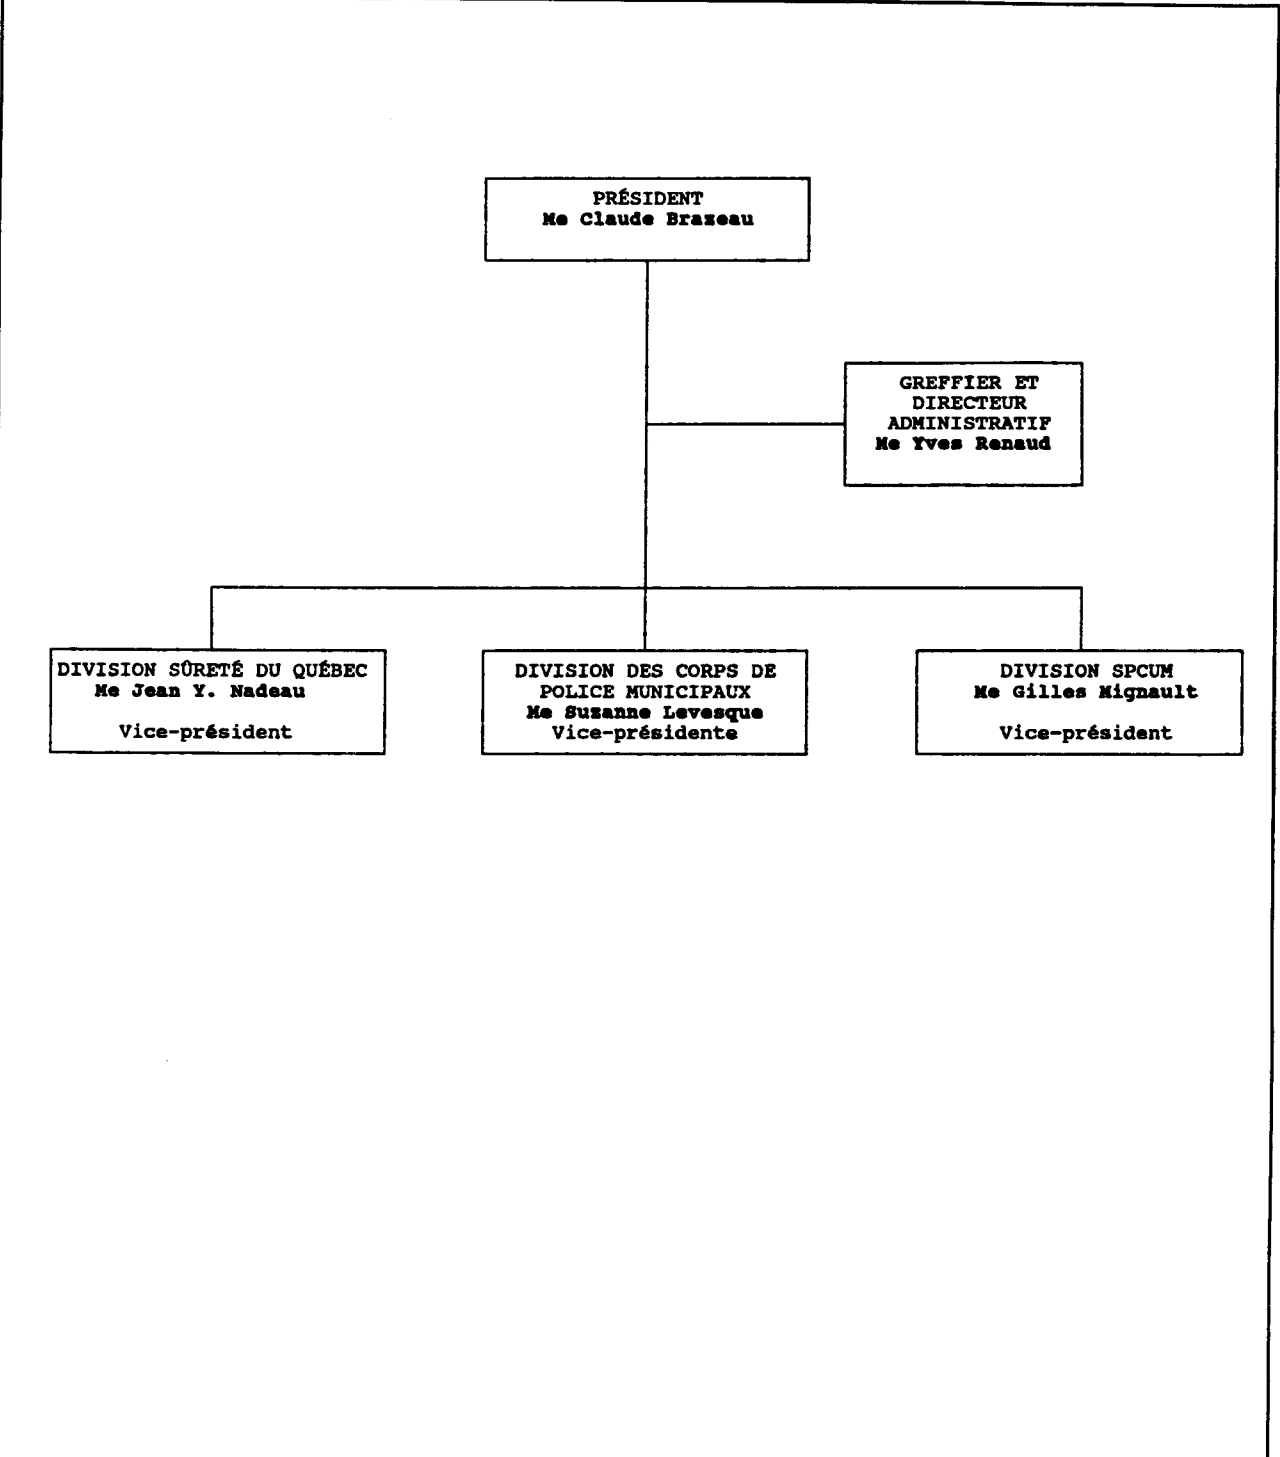 PRÉSIDENT
Me Claude Brazeau
GREFFIER ET
DIRECTEUR
ADMINISTRATIF
Me Yves Renaud
DIVISION SÛRETÉ DU QUÉBEC
Me Jean Y. Nadeau
Vice-président
DIVISION DES CORPS DE
POLICE MUNICIPAUX
Me Suzanne Levesque
Vice-présidente
DIVISION SPCUM
Me Gilles Mignault
Vice-président